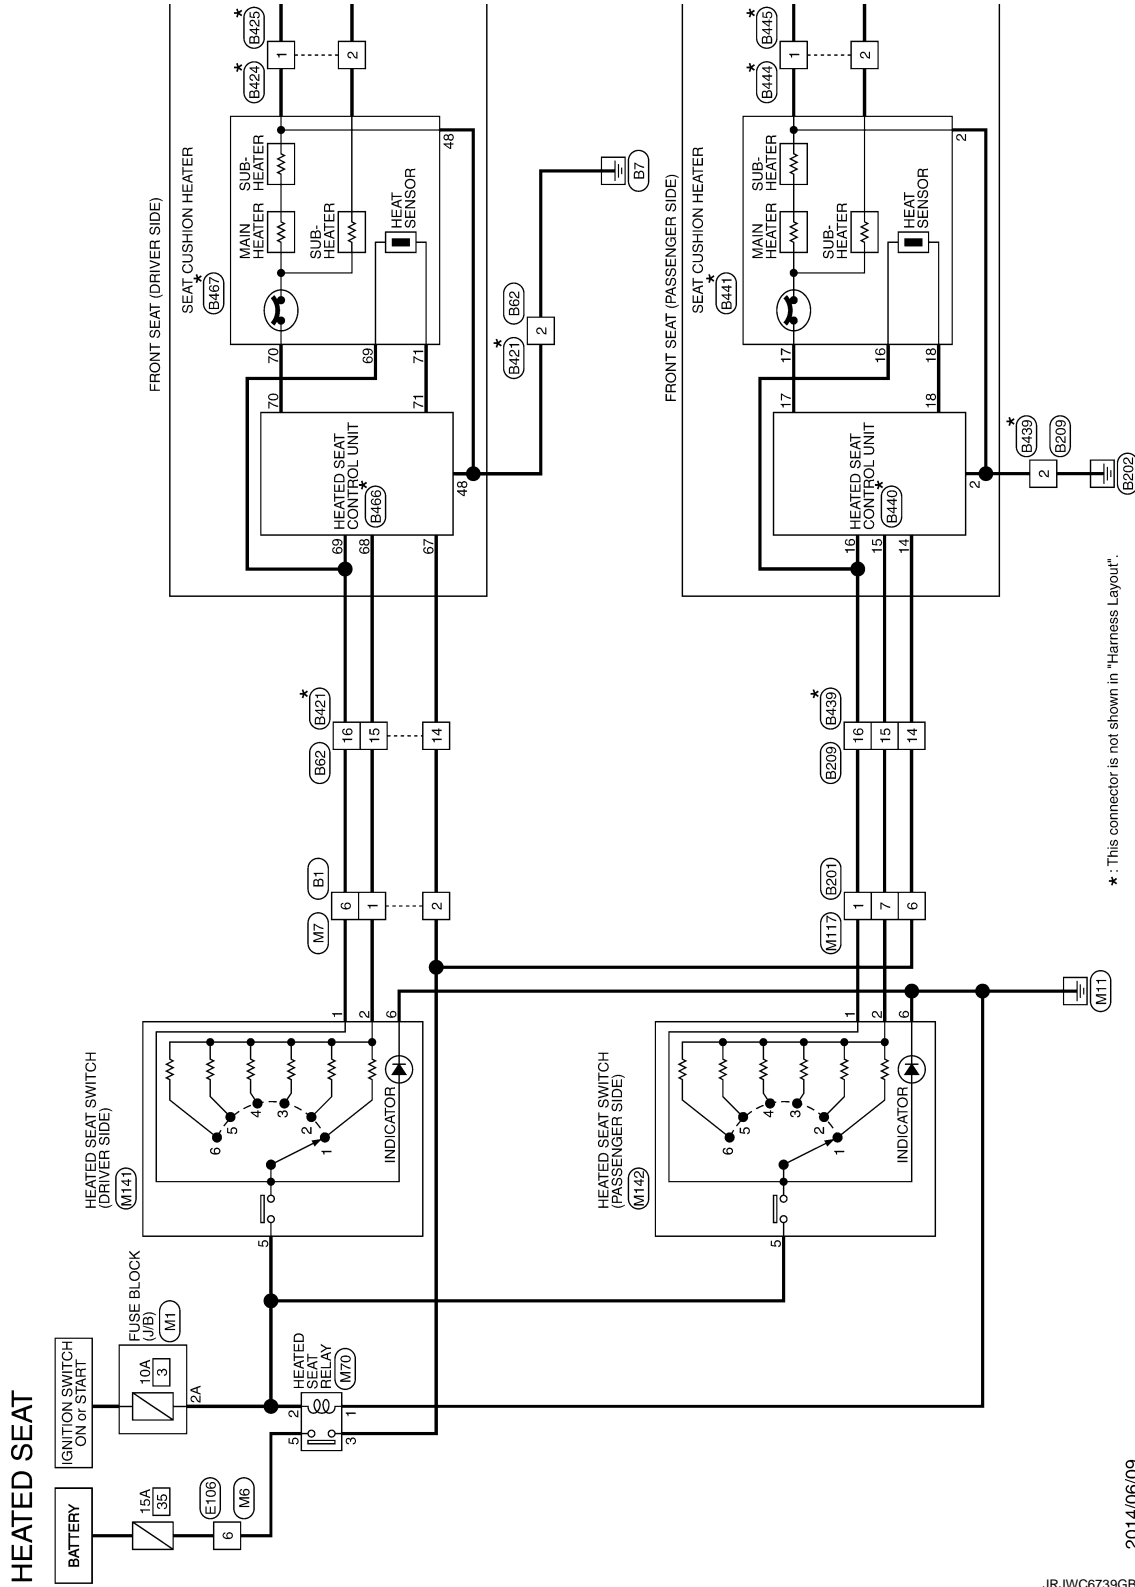 HEATED SEAT
BATTERY
15A
35
6
E106
M6
IGNITION SWITCH
ON or START
FUSE BLOCK
(J/B)
M1
10A
3
2A
HEATED
SEAT
RELAY
M70
2
5
1
3
HEATED SEAT SWITCH
(DRIVER SIDE)
M141
5
6
5
4
3
2
1
INDICATOR
1
2
6
HEATED SEAT SWITCH
(PASSENGER SIDE)
M142
5
6
5
4
3
2
1
INDICATOR
1
2
6
M11
M7
B1
6
1
2
M117
B201
1
7
6
B62
B421
*
16
15
14
B209
B439
*
16
15
14
FRONT SEAT (DRIVER SIDE)
69
68
67
HEATED SEAT
CONTROL UNIT
B466
*
48
70
71
SEAT CUSHION HEATER
B467
*
70
69
71
MAIN
HEATER
SUB-
HEATER
SUB-
HEATER
HEAT
SENSOR
48
B424
*
B425
*
1
2
B421
*
B62
2
B7
FRONT SEAT (PASSENGER SIDE)
16
15
14
HEATED SEAT
CONTROL UNIT
B440
*
2
17
18
SEAT CUSHION HEATER
B441
*
17
16
18
MAIN
HEATER
SUB-
HEATER
SUB-
HEATER
HEAT
SENSOR
2
B444
*
B445
*
1
2
B439
*
B209
2
B202
* : This connector is not shown in "Harness Layout".
2014/06/09
JRJWC6739GB